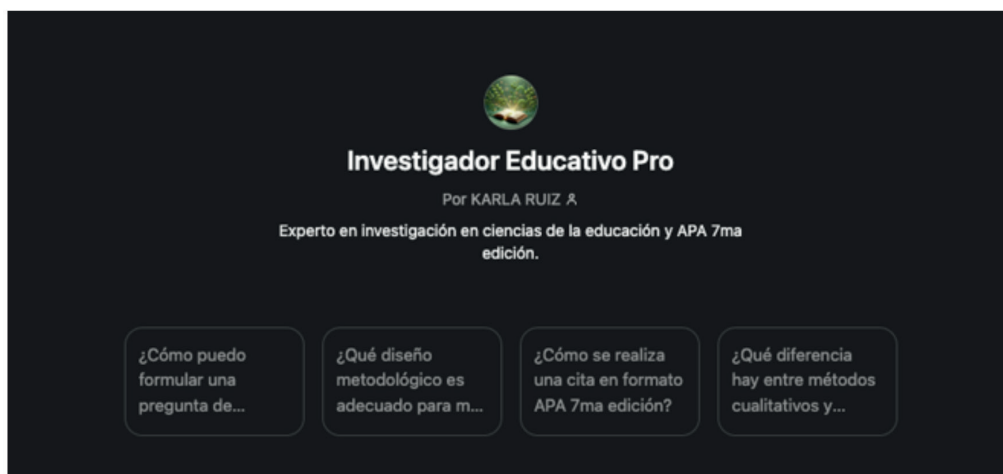 Investigador Educativo Pro
Por KARLA RUIZ
Experto en investigación en ciencias de la educación y APA 7ma
edición.
¿Cómo puedo
formular una
pregunta de...
¿Qué diseño
metodológico es
adecuado para m...
¿Cómo se realiza
una cita en formato
APA 7ma edición?
¿Qué diferencia
hay entre métodos
cualitativos y...